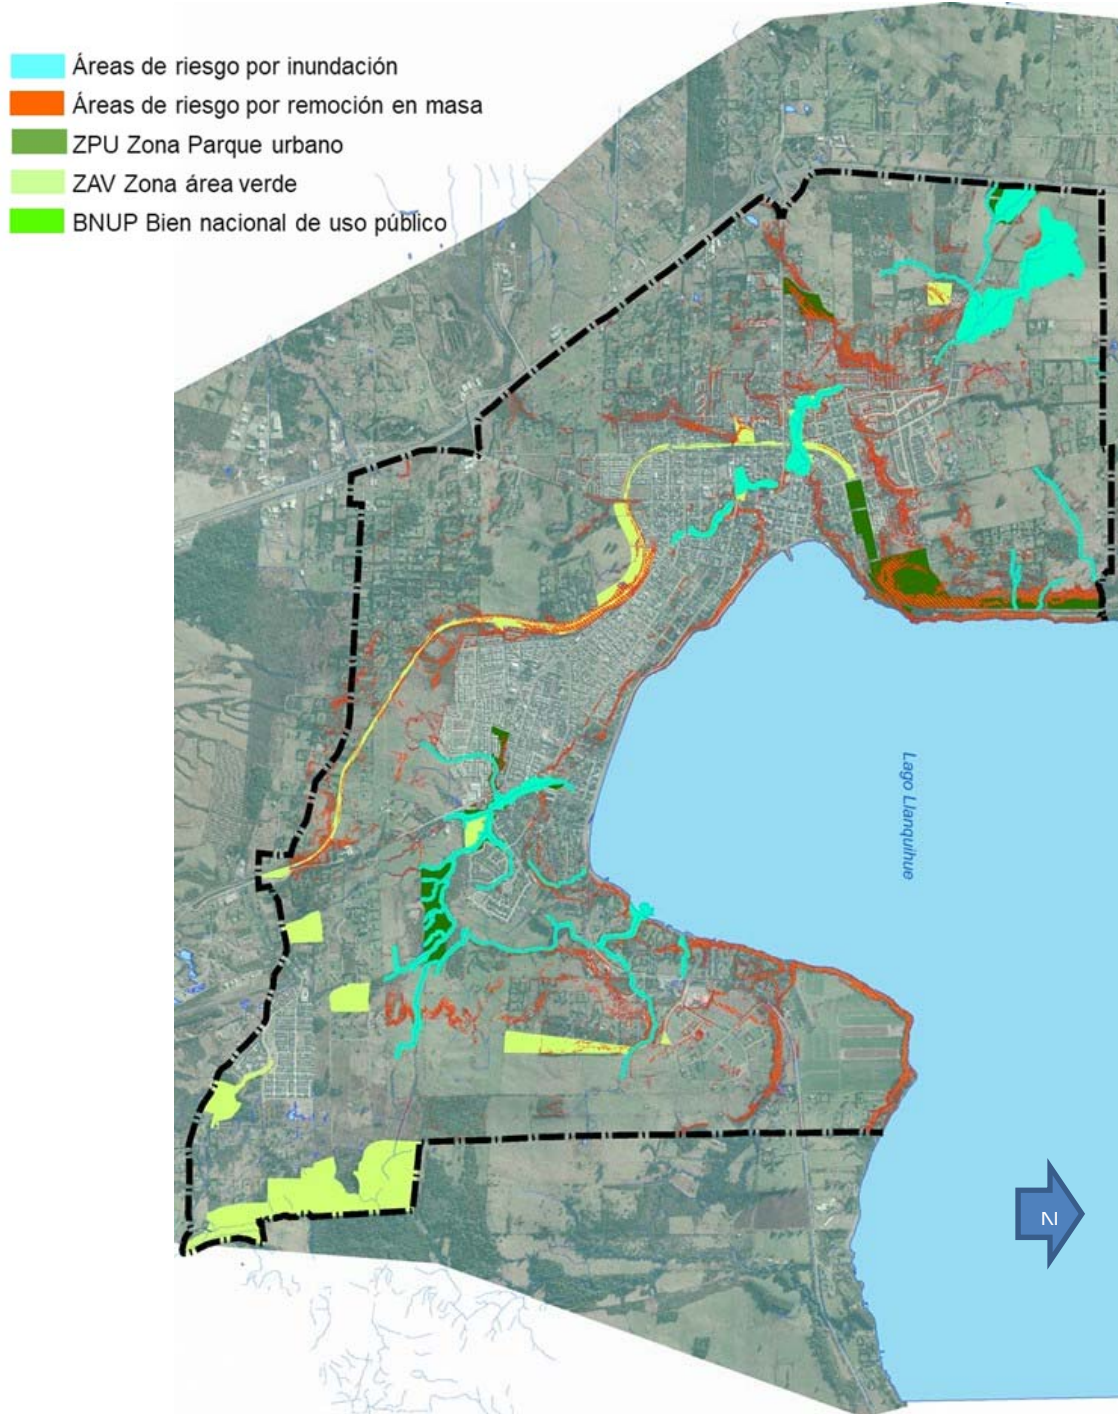 Áreas de riesgo por inundación
Áreas de riesgo por remoción en masa
ZPU Zona Parque urbano
ZAV Zona área verde
BNUP Bien nacional de uso público
Lago Llanquihue
N